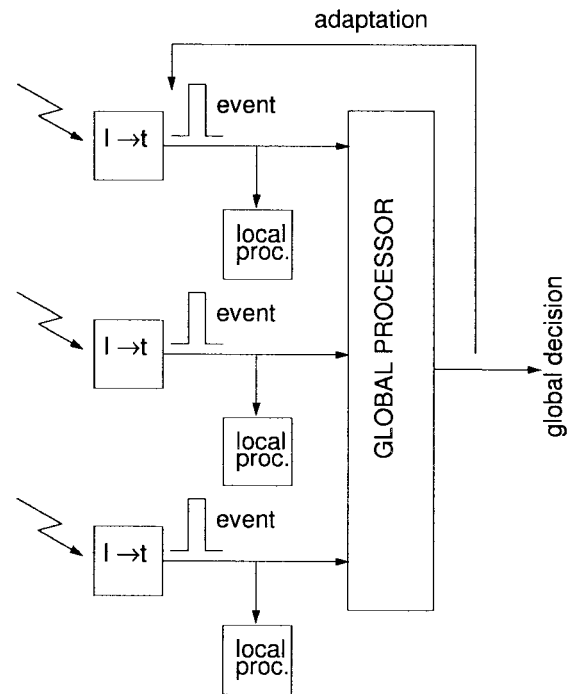 adaptation
event
I →t
local
proc.
event
I →t
local
proc.
event
I →t
local
proc.
GLOBAL PROCESSOR
global decision